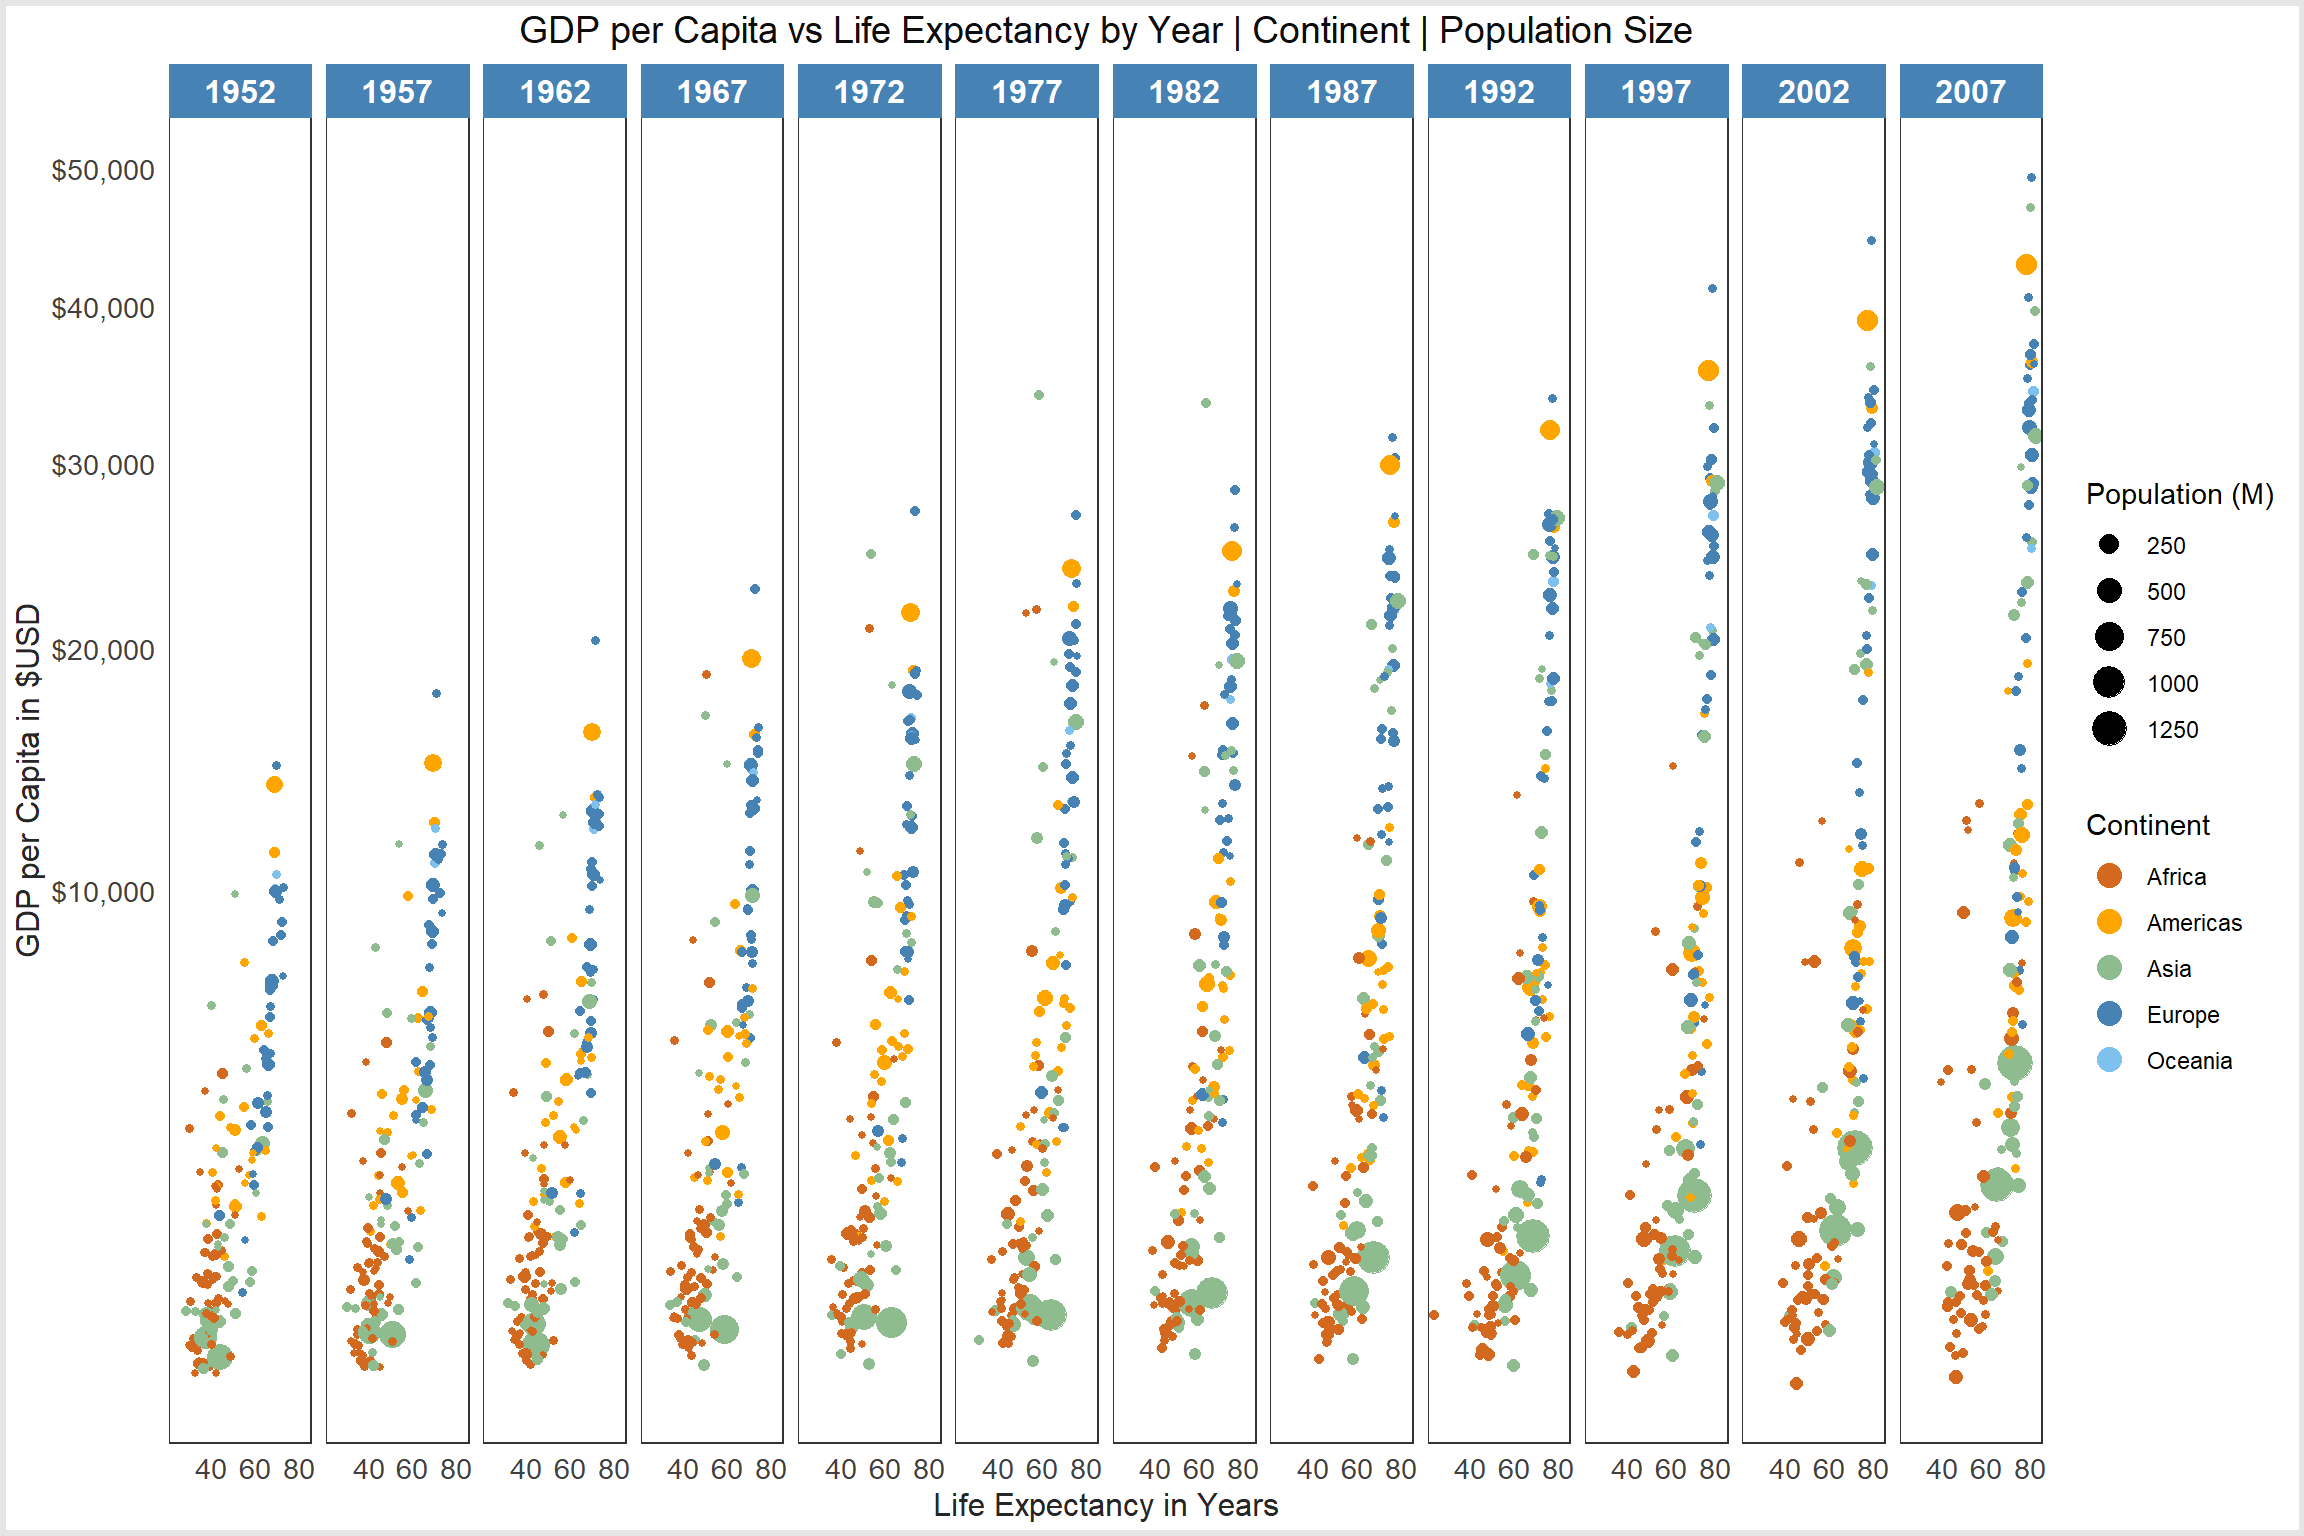 GDP per Capita vs Life Expectancy by Year | Continent | Population Size
1952 1957 1962 1967 1972 1977 1982 1987 1992 1997 2002 2007
$50,000
$40,000
$30,000
$20,000
$10,000
GDP per Capita in $USD
40 60 80 40 60 80 40 60 80 40 60 80 40 60 80 40 60 80 40 60 80 40 60 80 40 60 80 40 60 80 40 60 80 40 60 80
Life Expectancy in Years
Population (M)
250
500
750
1000
1250
Continent
Africa
Americas
Asia
Europe
Oceania